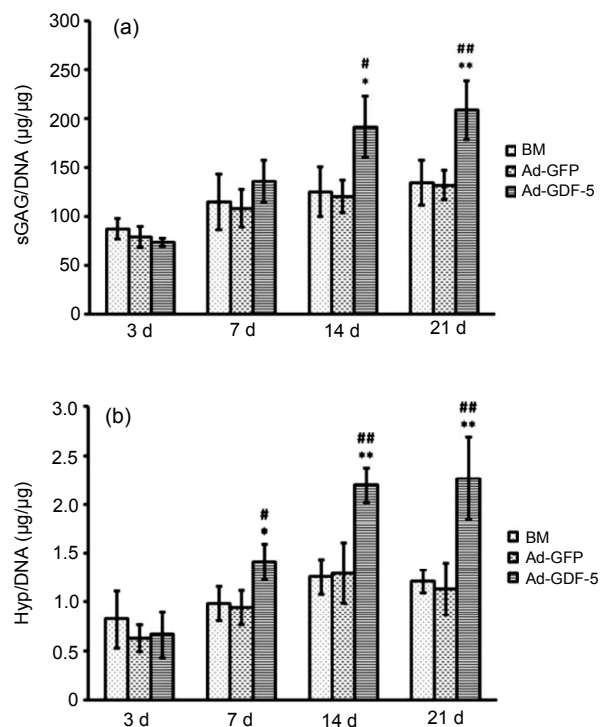 (a)
sGAG/DNA (μg/μg)
300
250
200
150
100
50
0
#
*
##
**
3 d 7 d 14 d 21 d
BM
Ad-GFP
Ad-GDF-5
(b)
Hyp/DNA (μg/μg)
3.0
2.5
2.0
1.5
1.0
0.5
0
#
*
##
**
##
**
3 d 7 d 14 d 21 d
BM
Ad-GFP
Ad-GDF-5